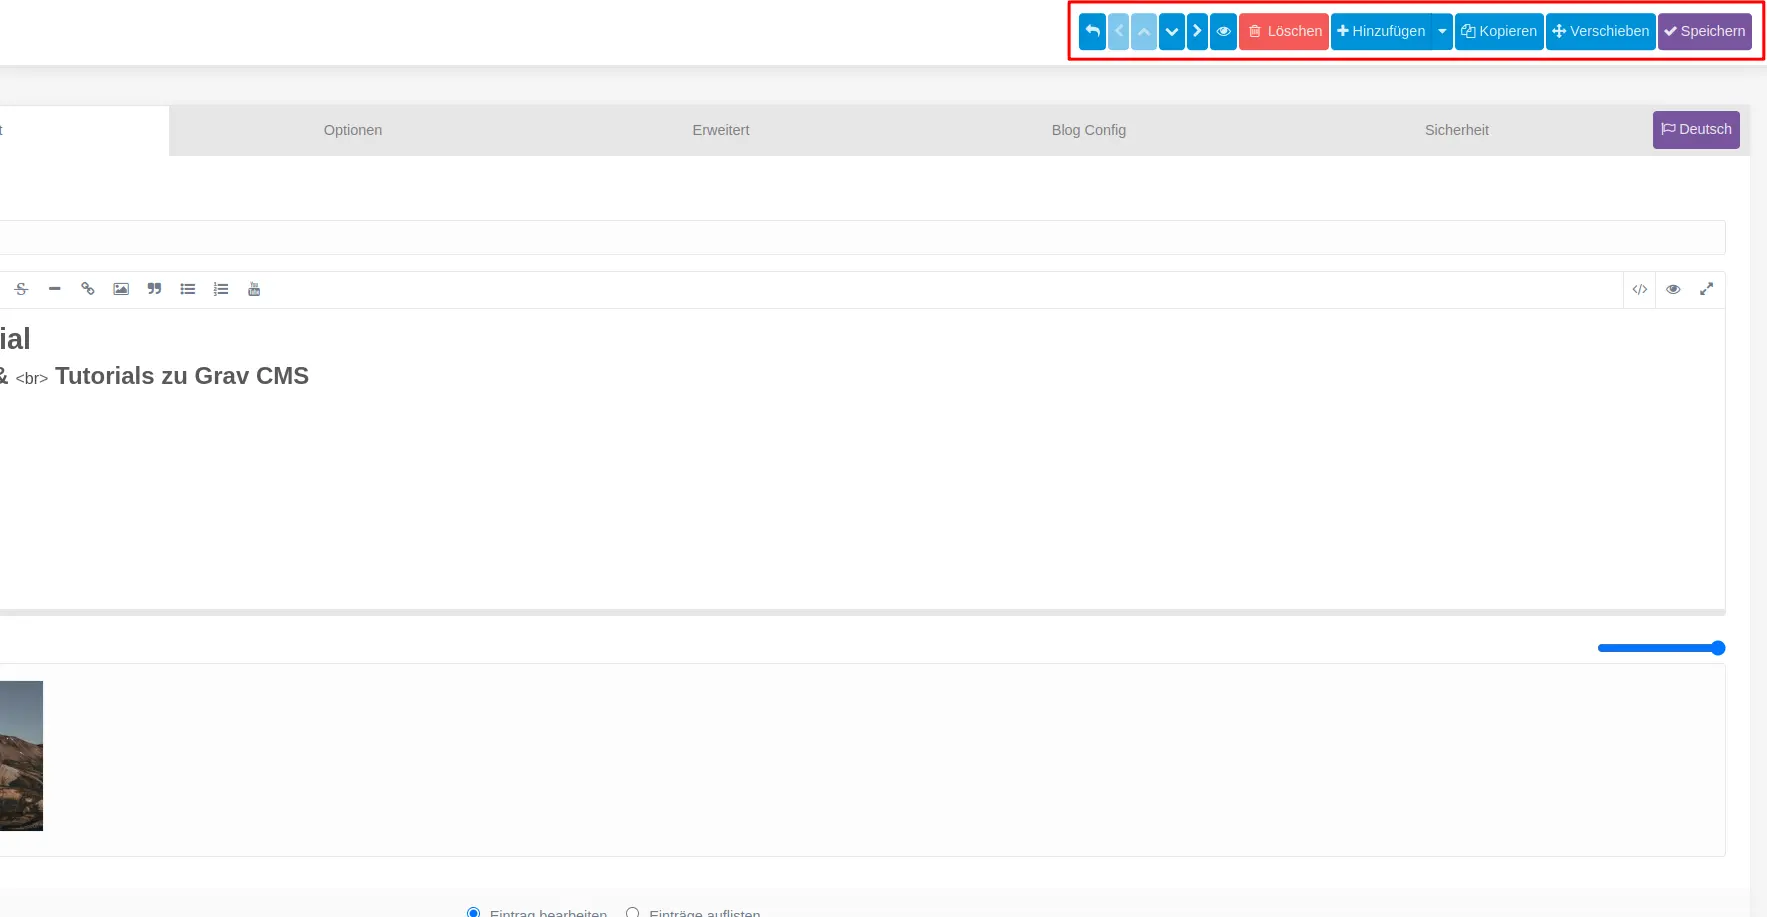 Löschen Hinzufügen Kopieren Verschieben Speichern
t Optionen Erweitert Blog Config Sicherheit Deutsch
ial
& <br> Tutorials zu Grav CMS
Eintrag bearbeiten Einträge auflisten